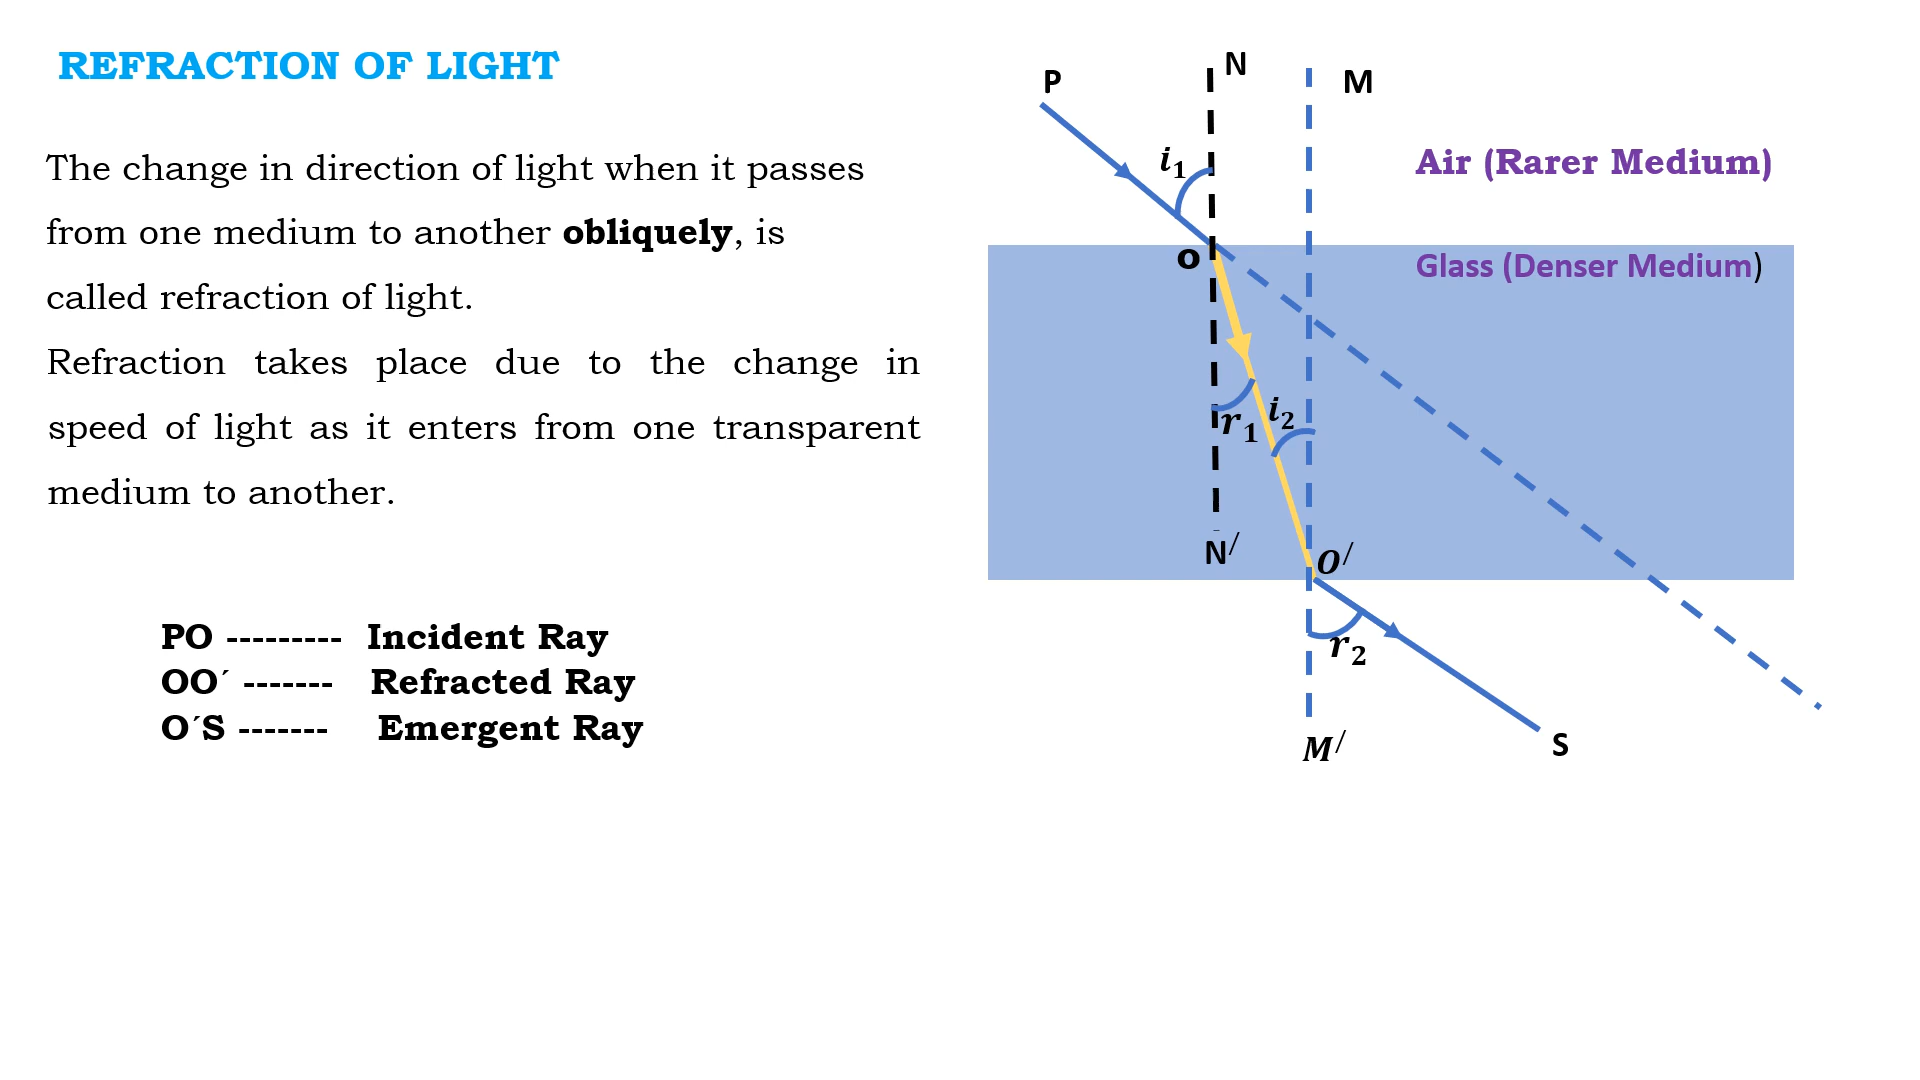 REFRACTION OF LIGHT
The change in direction of light when it passes
from one medium to another obliquely, is
called refraction of light.
Refraction takes place due to the change in
speed of light as it enters from one transparent
medium to another.
PO --------- Incident Ray
OO´ ------- Refracted Ray
O´S ------- Emergent Ray
P
N
M
i₁
Air (Rarer Medium)
o
Glass (Denser Medium)
r₁
i₂
N/
O/
r₂
M/
S